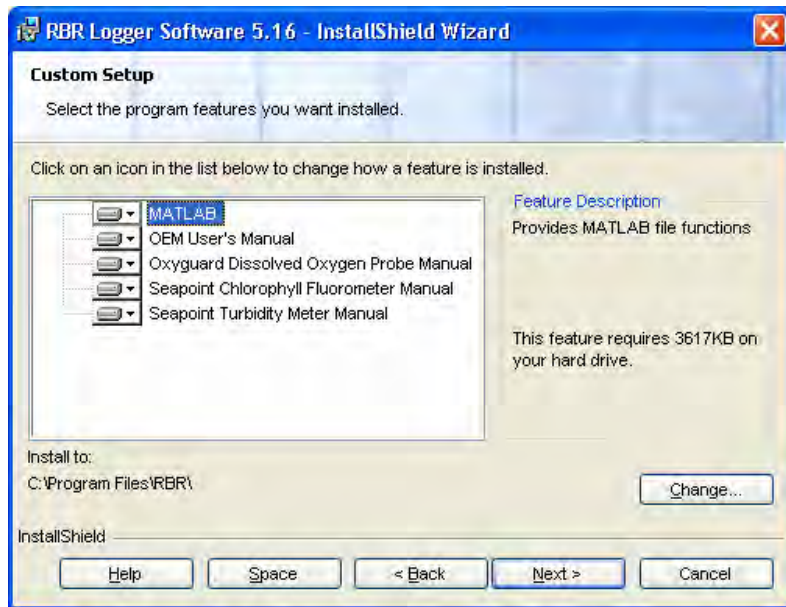 RBR Logger Software 5.16 - InstallShield Wizard
Custom Setup
Select the program features you want installed.
Click on an icon in the list below to change how a feature is installed.
MATLAB
OEM User's Manual
Oxyguard Dissolved Oxygen Probe Manual
Seapoint Chlorophyll Fluorometer Manual
Seapoint Turbidity Meter Manual
Feature Description
Provides MATLAB file functions
This feature requires 3617KB on
your hard drive.
Install to:
C:\Program Files\RBR\
Change...
InstallShield
Help
Space
< Back
Next >
Cancel